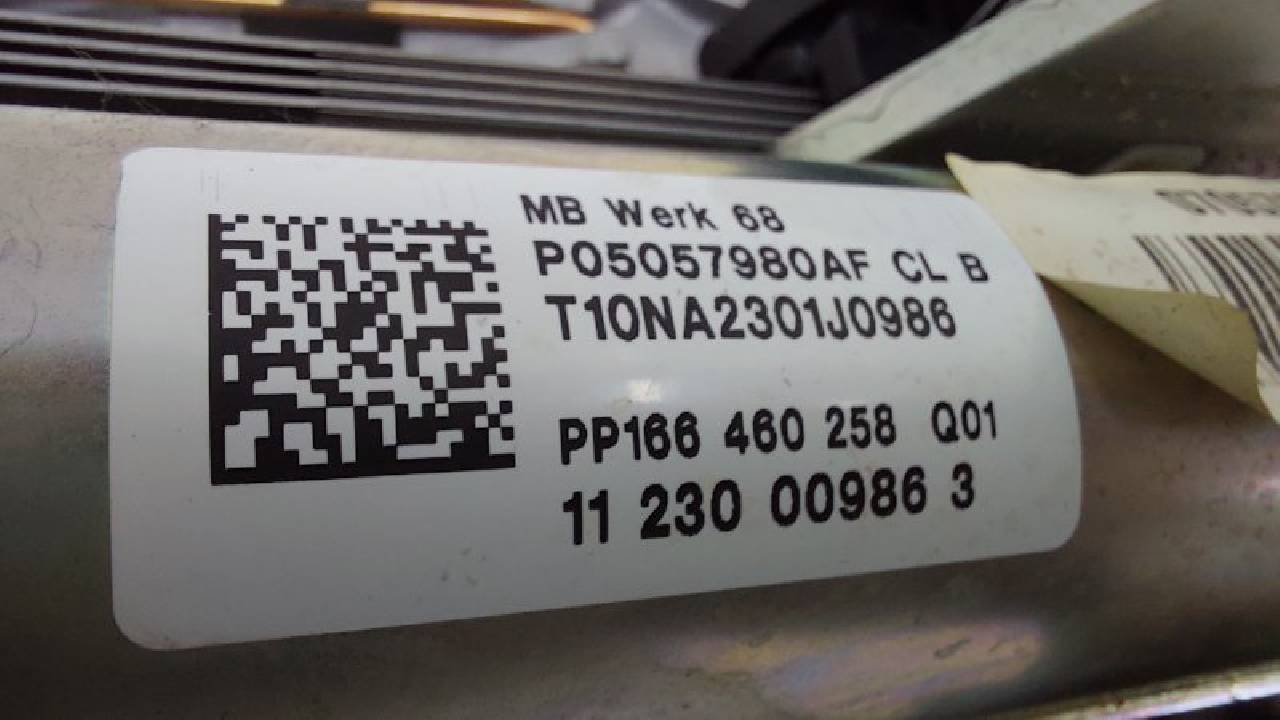 MB Werk 68
P05057980AF CL B
T10NA2301J0986
PP166 460 258 Q01
11 230 00986 3